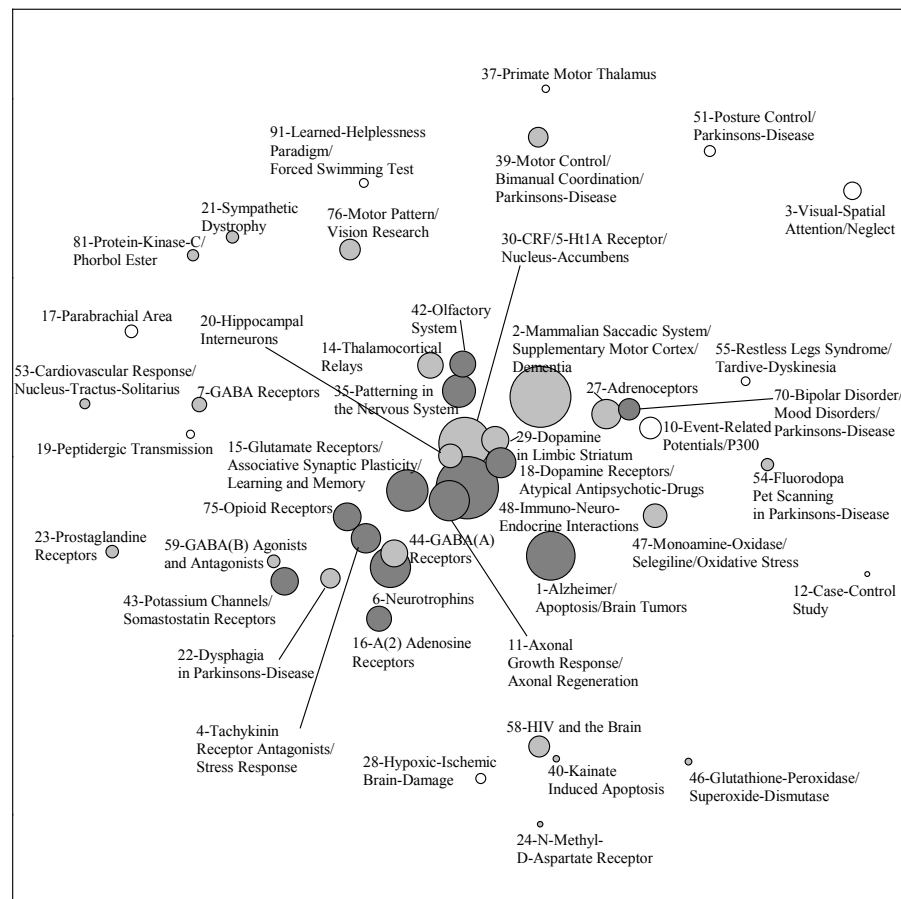 37-Primate Motor Thalamus
51-Posture Control/
Parkinsons-Disease
91-Learned-Helplessness
Paradigm/
Forced Swimming Test
39-Motor Control/
Bimanual Coordination/
Parkinsons-Disease
3-Visual-Spatial
Attention/Neglect
21-Sympathetic
Dystrophy
76-Motor Pattern/
Vision Research
30-CRF/5-Ht1A Receptor/
Nucleus-Accumbens
81-Protein-Kinase-C/
Phorbol Ester
17-Parabrachial Area
20-Hippocampal
Interneurons
42-Olfactory
System
2-Mammalian Saccadic System/
Supplementary Motor Cortex/
Dementia
14-Thalamocortical
Relays
55-Restless Legs Syndrome/
Tardive-Dyskinesia
53-Cardiovascular Response/
Nucleus-Tractus-Solitarius
7-GABA Receptors
35-Patterning in
the Nervous System
27-Adrenoceptors
70-Bipolar Disorder/
Mood Disorders/
Parkinsons-Disease
10-Event-Related
Potentials/P300
19-Peptidergic Transmission
15-Glutamate Receptors/
Associative Synaptic Plasticity/
Learning and Memory
29-Dopamine
in Limbic Striatum
18-Dopamine Receptors/
Atypical Antipsychotic-Drugs
54-Fluorodopa
Pet Scanning
in Parkinsons-Disease
75-Opioid Receptors
48-Immuno-Neuro-
Endocrine Interactions
23-Prostaglandine
Receptors
59-GABA(B) Agonists
and Antagonists
44-GABA(A)
Receptors
47-Monoamine-Oxidase/
Selegiline/Oxidative Stress
43-Potassium Channels/
Somastostatin Receptors
6-Neurotrophins
1-Alzheimer/
Apoptosis/Brain Tumors
12-Case-Control
Study
22-Dysphagia
in Parkinsons-Disease
16-A(2) Adenosine
Receptors
11-Axonal
Growth Response/
Axonal Regeneration
4-Tachykinin
Receptor Antagonists/
Stress Response
58-HIV and the Brain
28-Hypoxic-Ischemic
Brain-Damage
40-Kainate
Induced Apoptosis
46-Glutathione-Peroxidase/
Superoxide-Dismutase
24-N-Methyl-
D-Aspartate Receptor